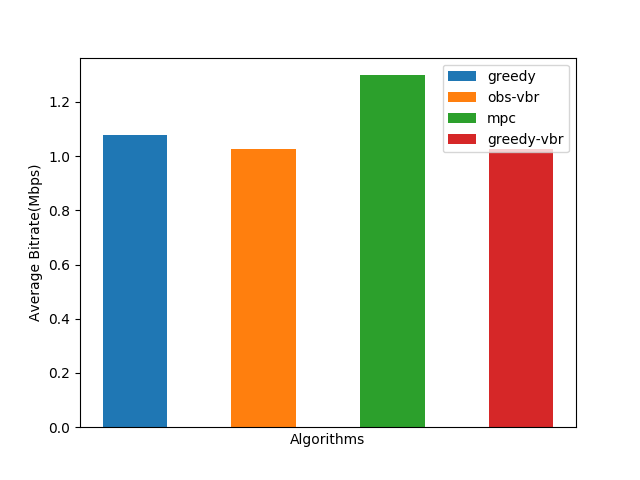 greedy
obs-vbr
mpc
greedy-vbr
1.2
1.0
0.8
0.6
0.4
0.2
0.0
Average Bitrate(Mbps)
Algorithms